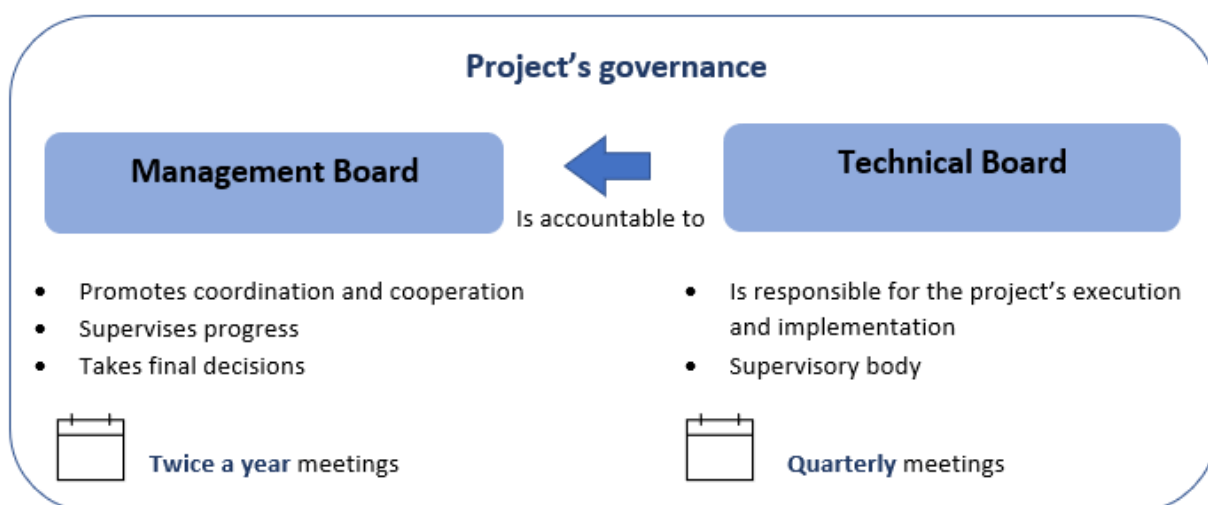 Project's governance
Management Board
Technical Board
Is accountable to
• Promotes coordination and cooperation
• Supervises progress
• Takes final decisions
Twice a year meetings
• Is responsible for the project's execution
and implementation
• Supervisory body
Quarterly meetings